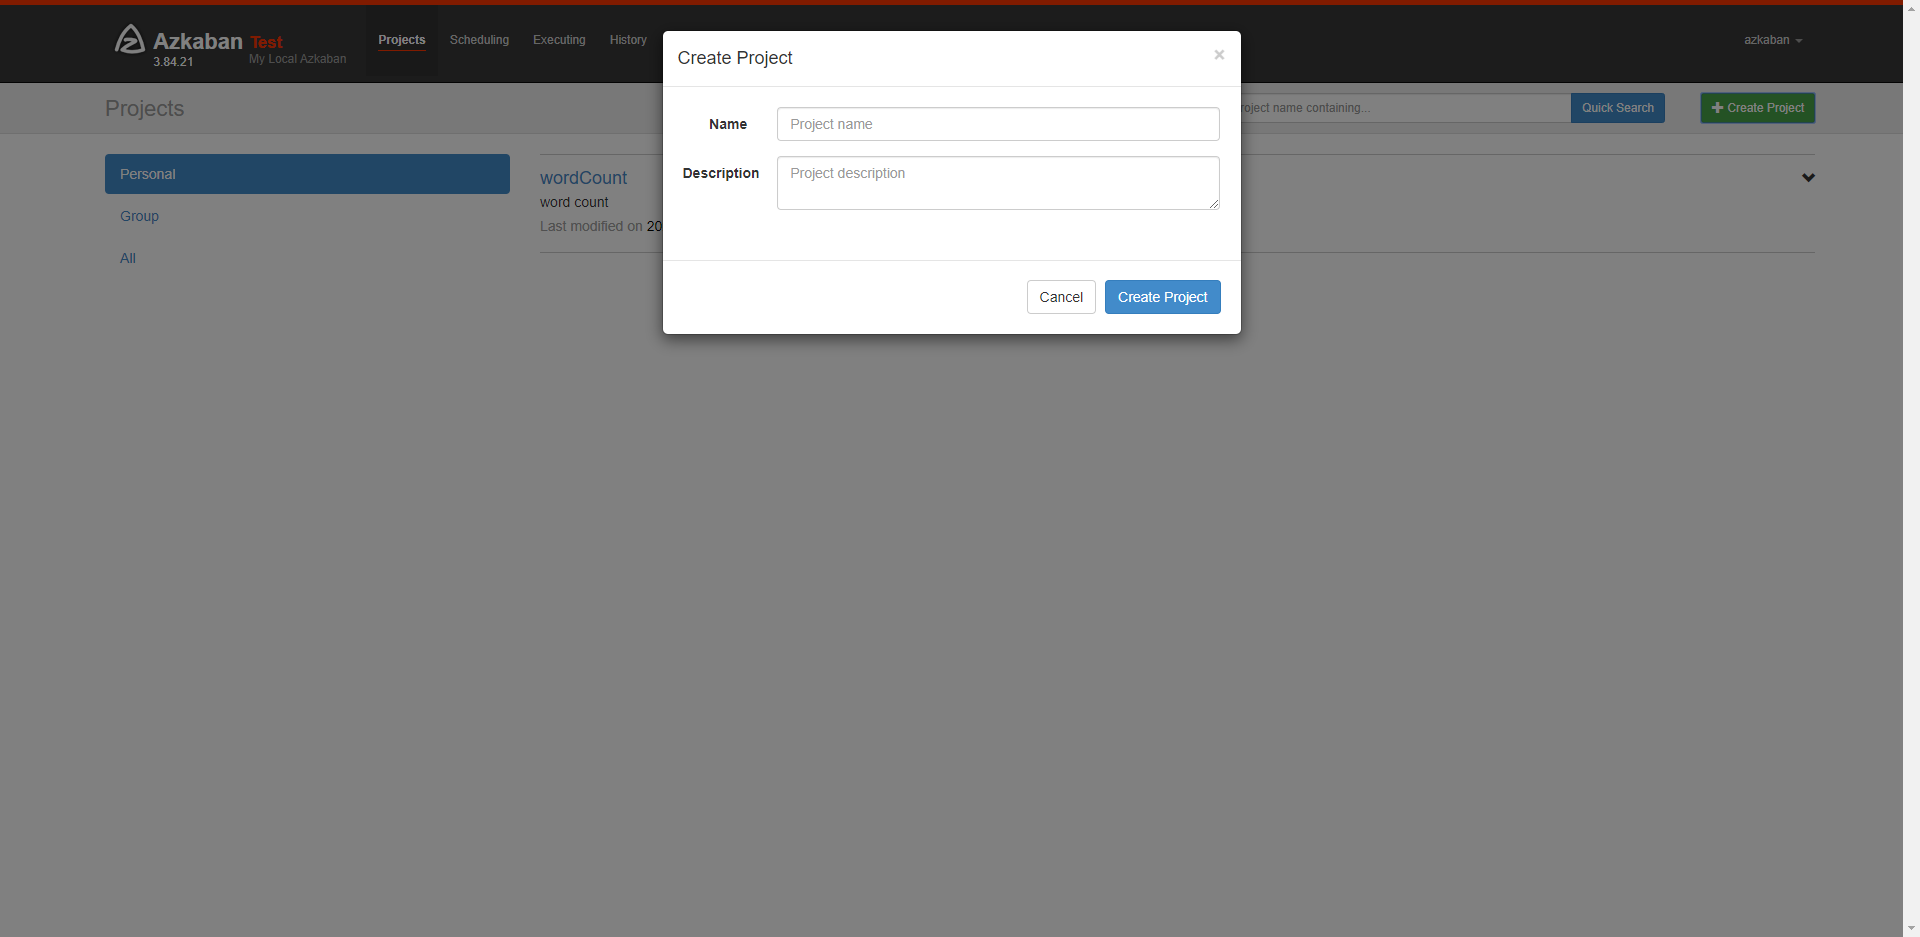 Azkaban Test
3.84.21
My Local Azkaban
Projects
Scheduling
Executing
History
azkaban
Create Project
×
Projects
Name
Project name
Description
Project description
Cancel
Create Project
name containing...
Quick Search
Create Project
Personal
Group
All
wordCount
word count
Last modified on